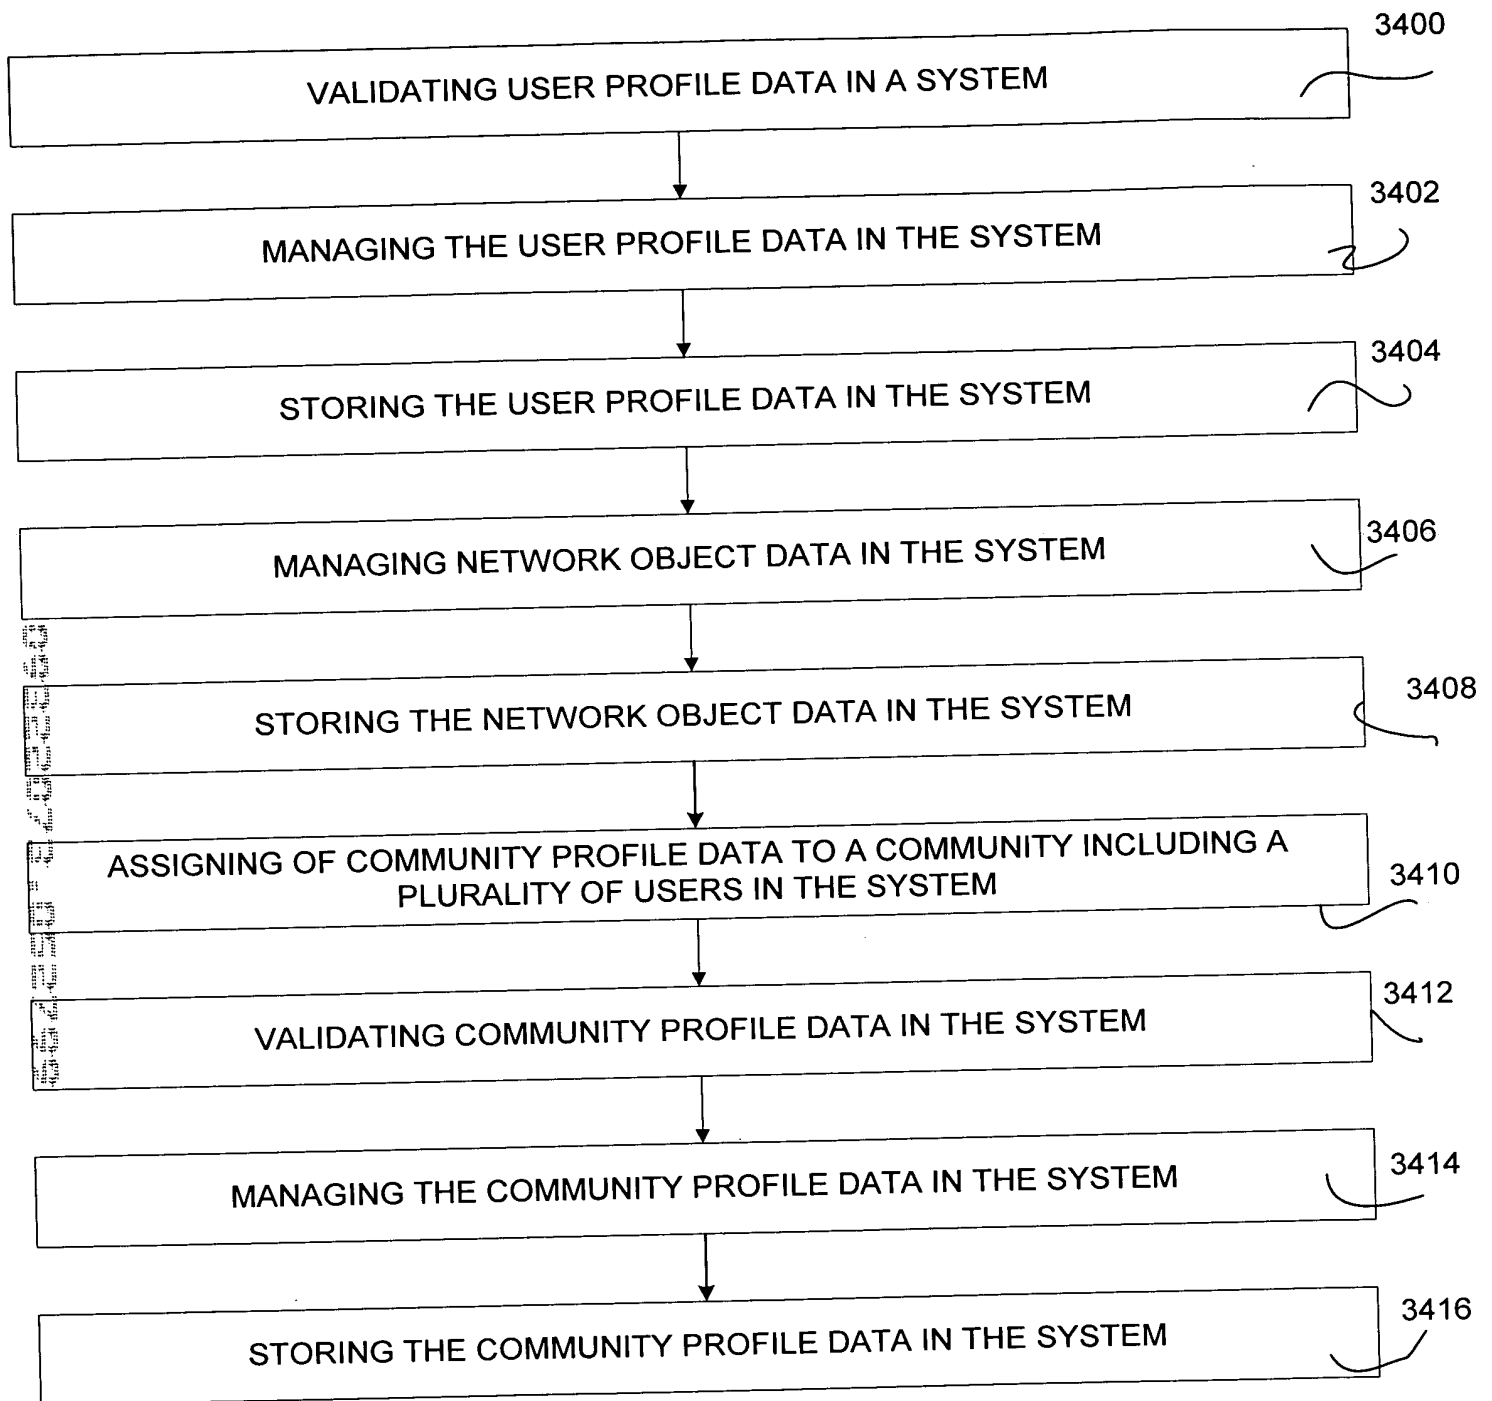 3400
VALIDATING USER PROFILE DATA IN A SYSTEM
3402
MANAGING THE USER PROFILE DATA IN THE SYSTEM
3404
STORING THE USER PROFILE DATA IN THE SYSTEM
3406
MANAGING NETWORK OBJECT DATA IN THE SYSTEM
3408
STORING THE NETWORK OBJECT DATA IN THE SYSTEM
ASSIGNING OF COMMUNITY PROFILE DATA TO A COMMUNITY INCLUDING A
PLURALITY OF USERS IN THE SYSTEM
3410
3412
VALIDATING COMMUNITY PROFILE DATA IN THE SYSTEM
3414
MANAGING THE COMMUNITY PROFILE DATA IN THE SYSTEM
3416
STORING THE COMMUNITY PROFILE DATA IN THE SYSTEM